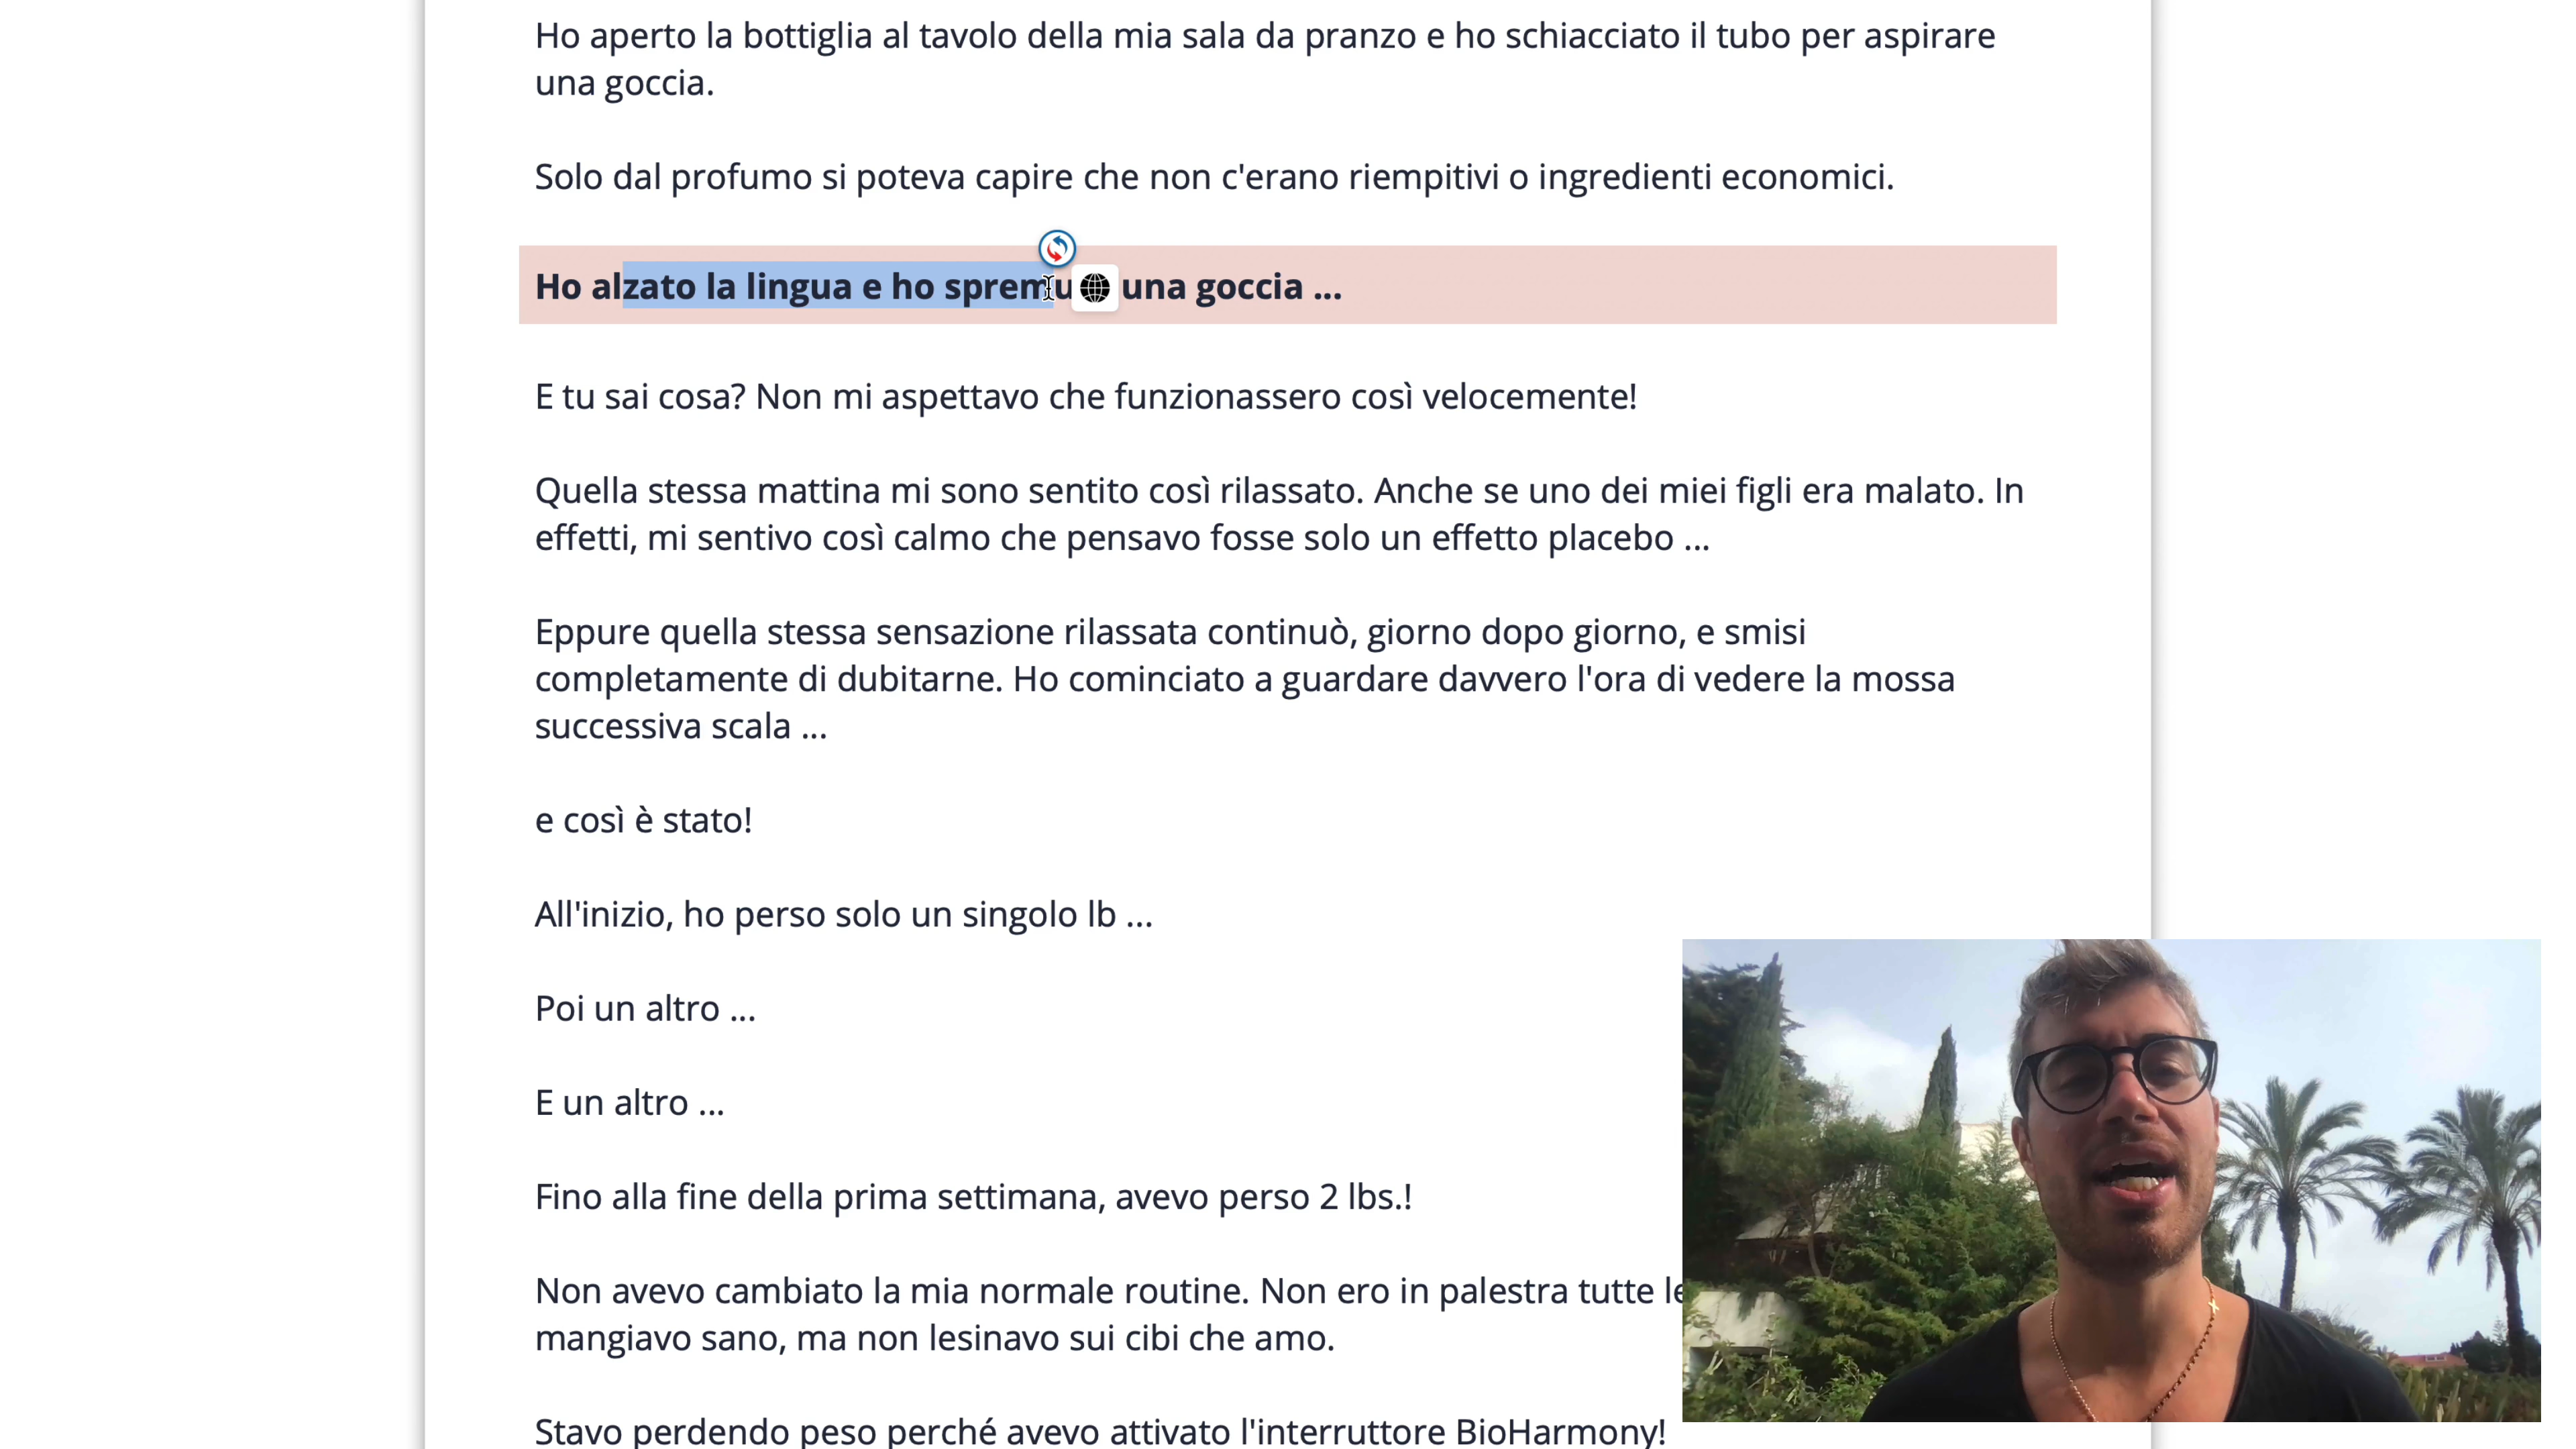 Ho aperto la bottiglia al tavolo della mia sala da pranzo e ho schiacciato il tubo per aspirare
una goccia.
Solo dal profumo si poteva capire che non c'erano riempitivi o ingredienti economici.
Ho alzato la lingua e ho spremu una goccia ...
E tu sai cosa? Non mi aspettavo che funzionassero così velocemente!
Quella stessa mattina mi sono sentito così rilassato. Anche se uno dei miei figli era malato. In
effetti, mi sentivo così calmo che pensavo fosse solo un effetto placebo ...
Eppure quella stessa sensazione rilassata continuò, giorno dopo giorno, e smisi
completamente di dubitarne. Ho cominciato a guardare davvero l'ora di vedere la mossa
successiva scala ...
e così è stato!
All'inizio, ho perso solo un singolo lb ...
Poi un altro ...
E un altro ...
Fino alla fine della prima settimana, avevo perso 2 lbs.!
Non avevo cambiato la mia normale routine. Non ero in palestra tutte
mangiavo sano, ma non lesinavo sui cibi che amo.
Stavo perdendo peso perché avevo attivato l'interruttore BioHarmony!